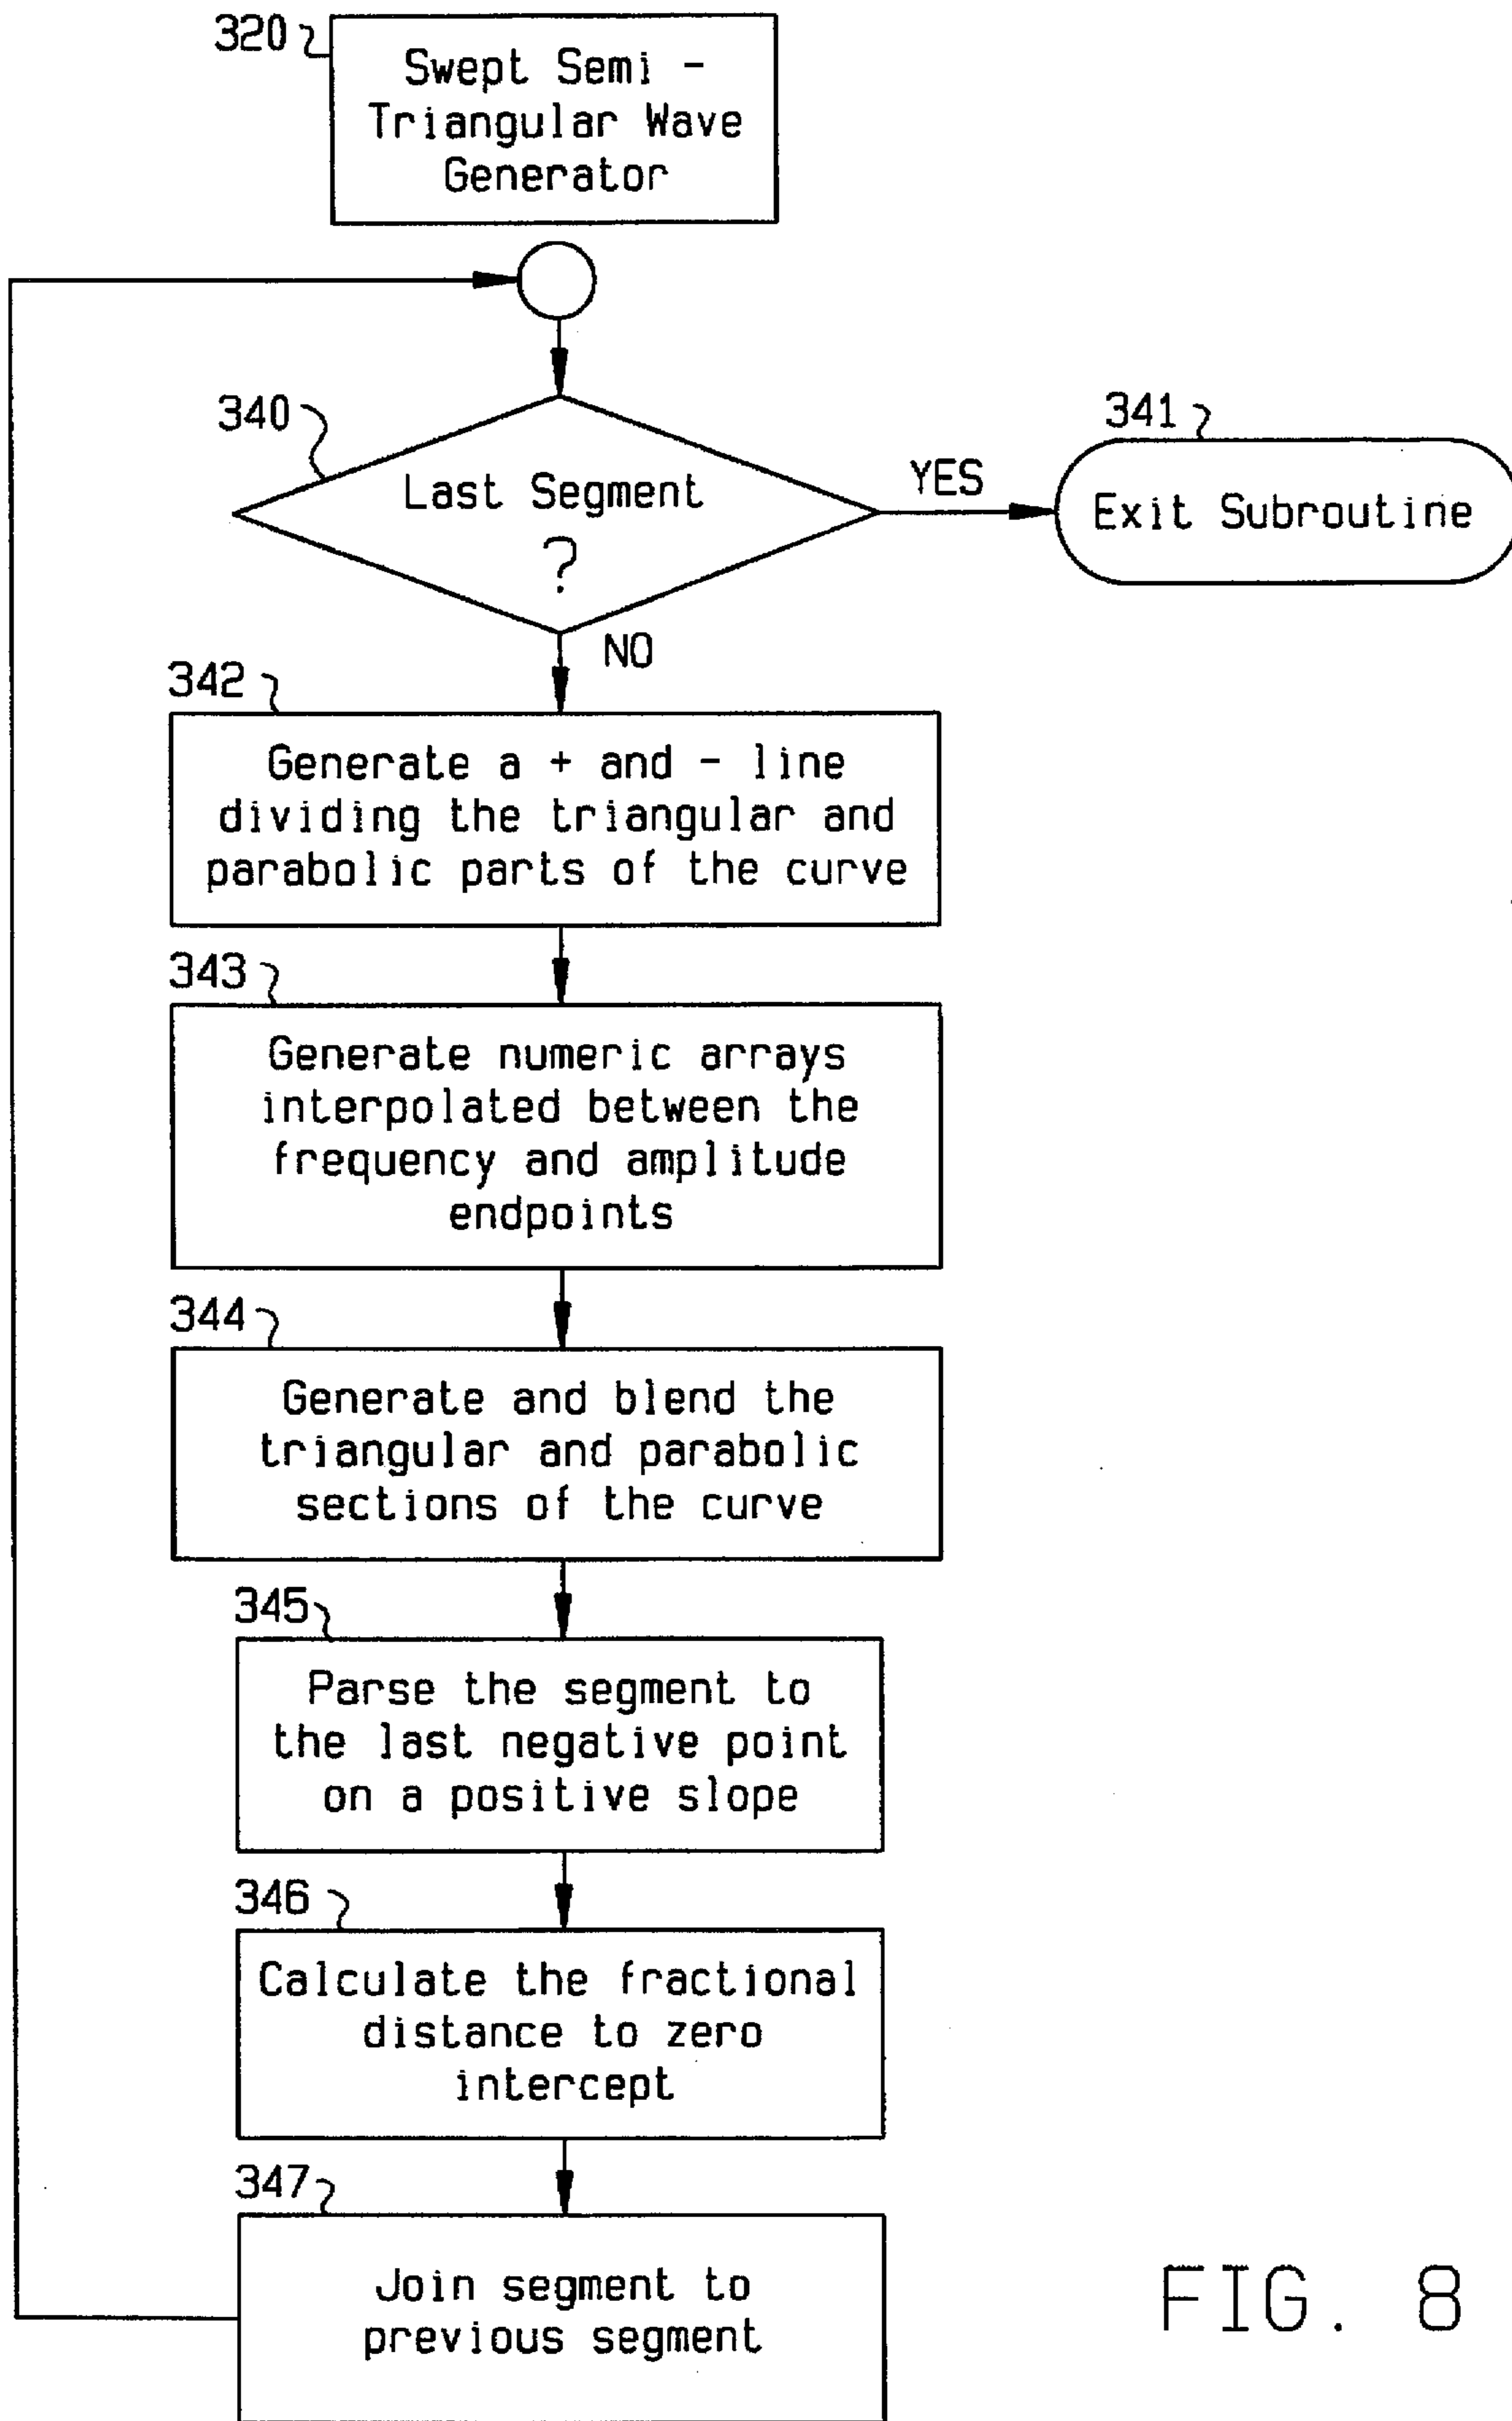 320
Swept Semi -
Triangular Wave
Generator
340
Last Segment
?
YES
341
Exit Subroutine
NO
342
Generate a + and - line
dividing the triangular and
parabolic parts of the curve
343
Generate numeric arrays
interpolated between the
frequency and amplitude
endpoints
344
Generate and blend the
triangular and parabolic
sections of the curve
345
Parse the segment to
the last negative point
on a positive slope
346
Calculate the fractional
distance to zero
intercept
347
Join segment to
previous segment
FIG. 8